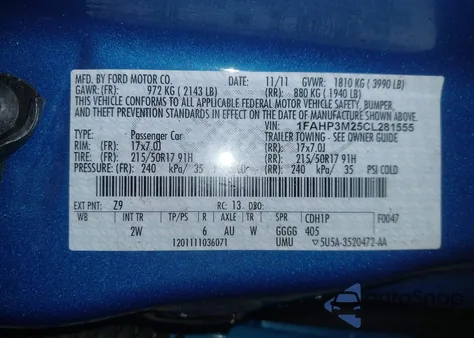 MFD. BY FORD MOTOR CO.
DATE: 11/11 GVWR: 1810 KG ( 3990 LB)
GAWR:(FR) 972 KG ( 2143 LB) (RR): 880 KG ( 1940 LB)
THIS VEHICLE CONFORMS TO ALL APPLICABLE FEDERAL MOTOR VEHICLE SAFETY, BUMPER,
AND THEFT PREVENTION STANDARDS IN EFFECT ON THE DATE OF MANUFACTURE SHOWN ABOVE.
VIN: 1FAHP3M25CL281555
TYPE: Passenger Car TRAILER TOWING - SEE OWNER GUIDE
RIM: (FR) 17x7.0J (RR) 17x7.0J
TIRE: (FR) 215/50R17 91H (RR) 215/50R17 91H
PRESSURE: (FR) 240 kPa/ 35 PSI COLD (RR) 240 kPa/ 35 PSI COLD
EXT PNT: Z9 RC: 13 DSO:
WB INT TR TP/PS R AXLE TR SPR CDH1P F0047
2W 6 AU W GGGG 405
1201111036071 UMU ▽5U5A-3520472-AA
AutoSnap